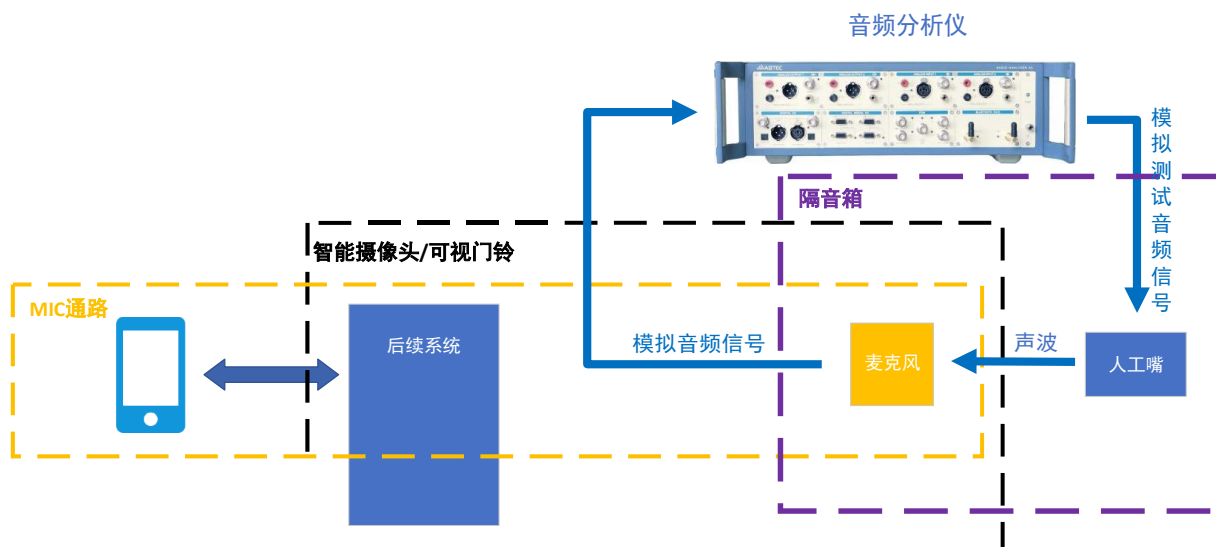 音频分析仪
模拟测试音频信号
隔音箱
智能摄像头/可视门铃
MIC通路
后续系统
模拟音频信号
麦克风
声波
人工嘴